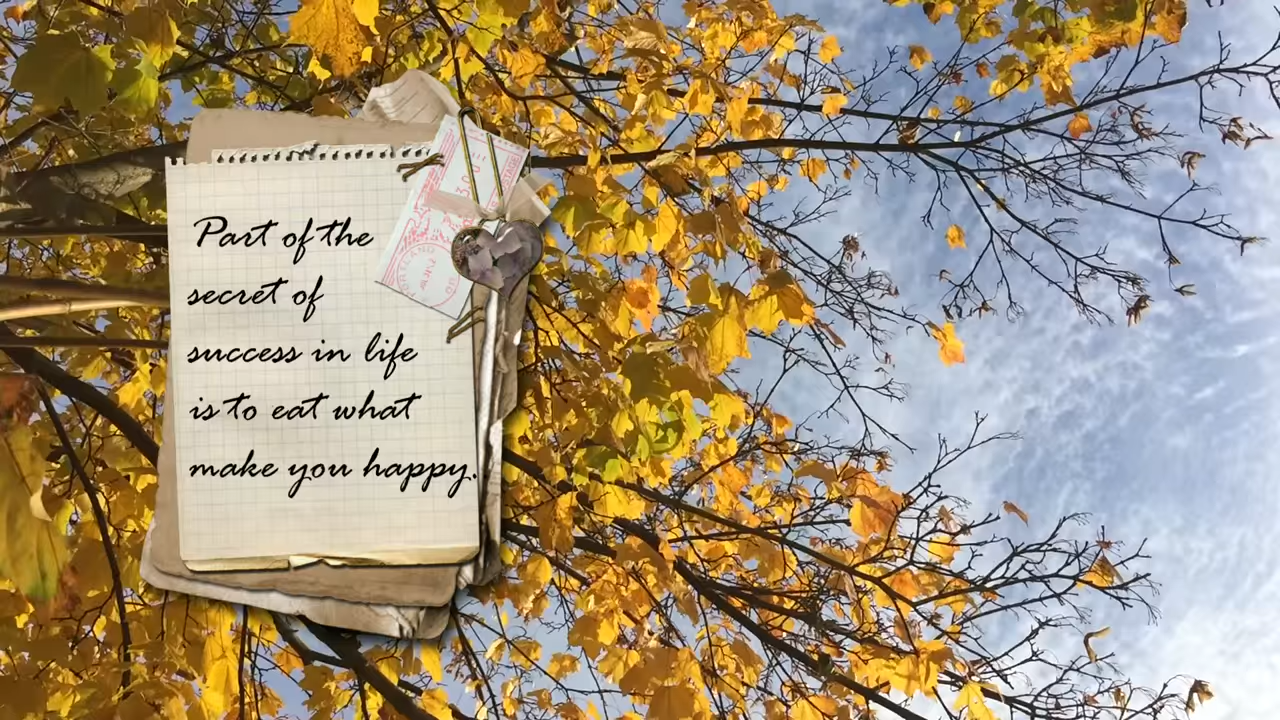 Part of the
secret of
success in life
is to eat what
make you happy.